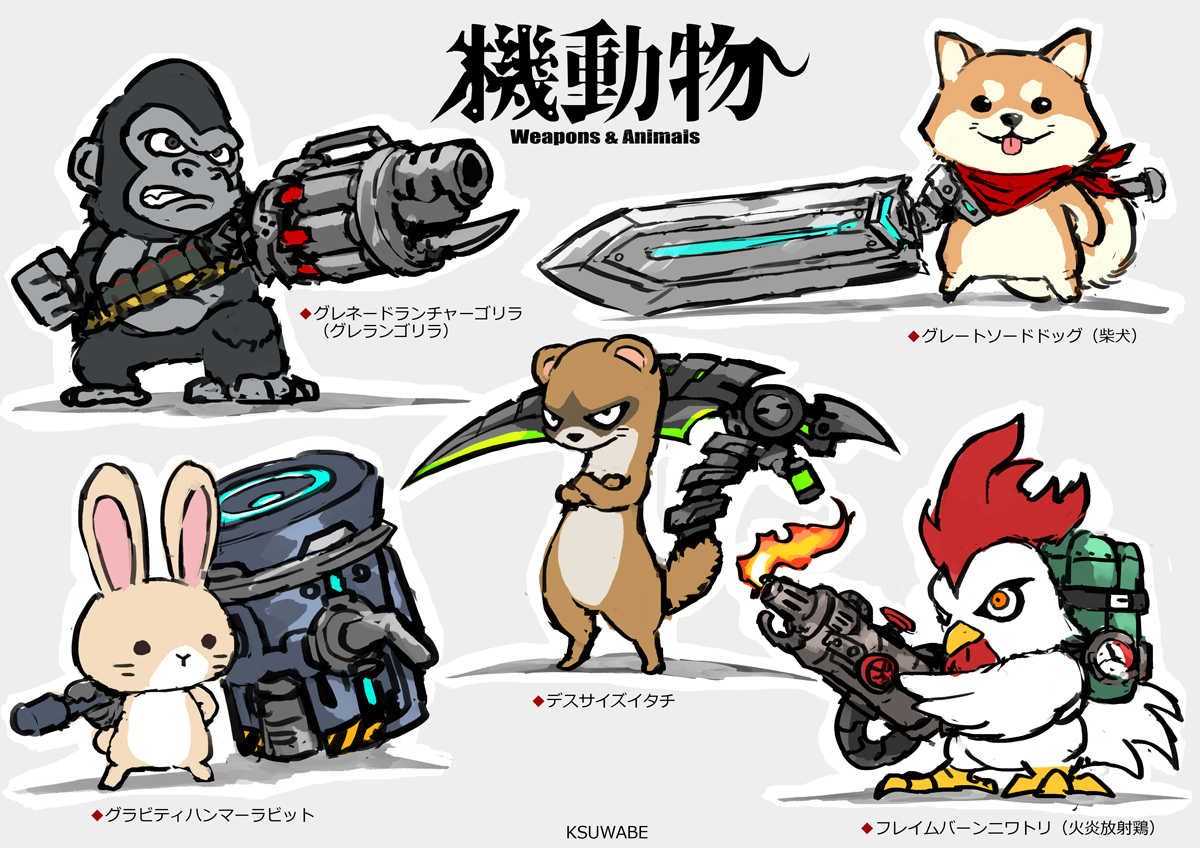 機動物
Weapons & Animais
◆グレネードランチャーゴリラ
（グレランゴリラ）
◆グレートソードドッグ（柴犬）
◆デスサイズイタチ
◆グラビティハンマーラビット
◆フレイムバーンニワトリ（火炎放射鶏）
KSUWABE